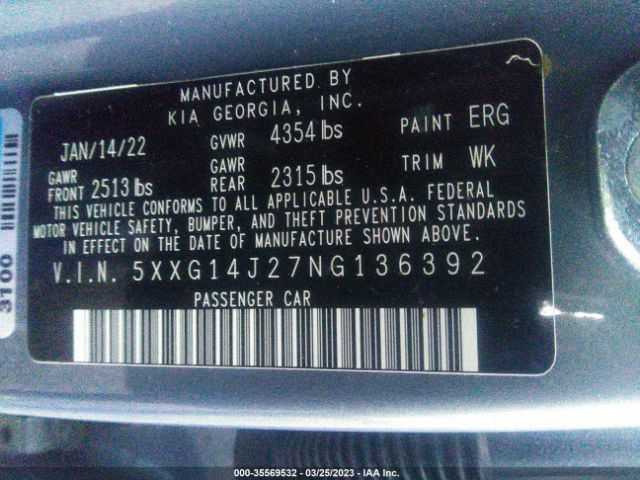 MANUFACTURED BY
KIA GEORGIA, INC.
JAN/14/22 GVWR 4354 lbs PAINT ERG
GAWR FRONT 2513 lbs GAWR REAR 2315 lbs TRIM WK
THIS VEHICLE CONFORMS TO ALL APPLICABLE U.S.A. FEDERAL
MOTOR VEHICLE SAFETY, BUMPER, AND THEFT PREVENTION STANDARDS
IN EFFECT ON THE DATE OF MANUFACTURE SHOWN ABOVE.
V.I.N. 5XXG14J27NG136392
PASSENGER CAR
3100
000-35569532 - 03/25/2023 - IAA Inc.